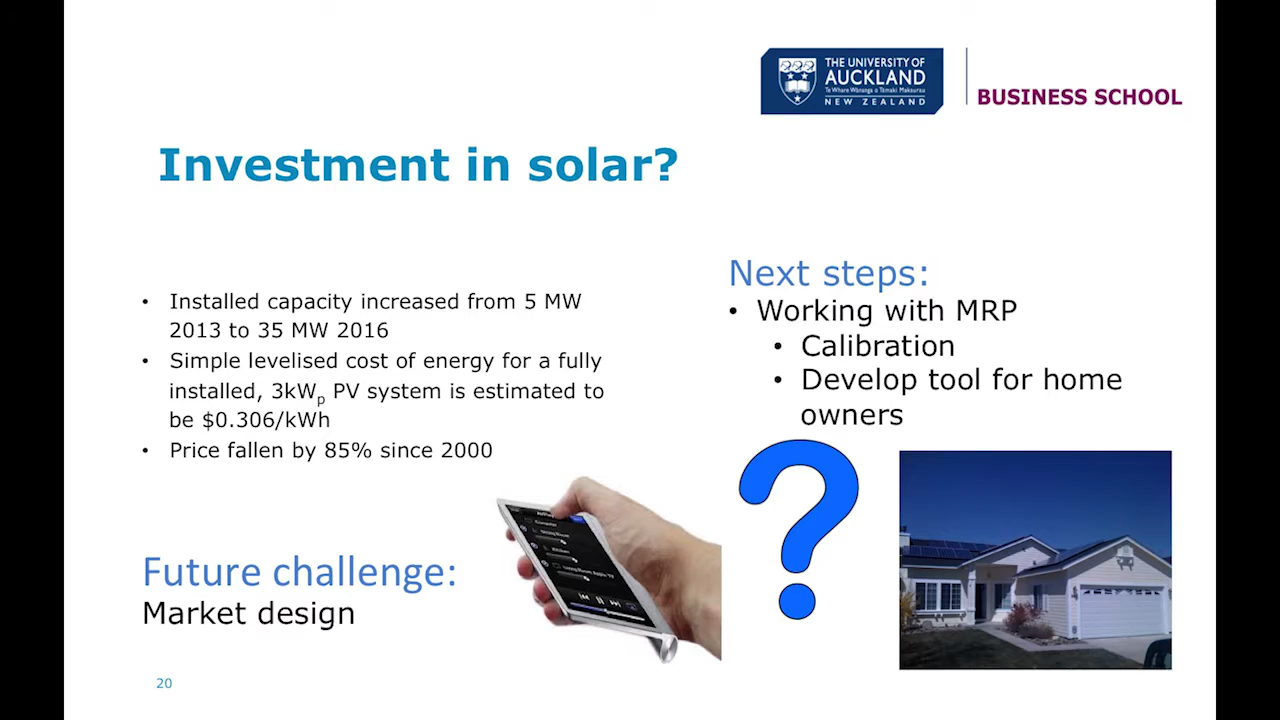 THE UNIVERSITY OF
AUCKLAND
Te Whare Wānanga o Tāmaki Makaurau
NEW ZEALAND
BUSINESS SCHOOL
Investment in solar?
• Installed capacity increased from 5 MW
2013 to 35 MW 2016
• Simple levelised cost of energy for a fully
installed, 3kWp PV system is estimated to
be $0.306/kWh
• Price fallen by 85% since 2000
Next steps:
• Working with MRP
• Calibration
• Develop tool for home
owners
?
Computer
Kitchen
Future challenge:
Market design
20